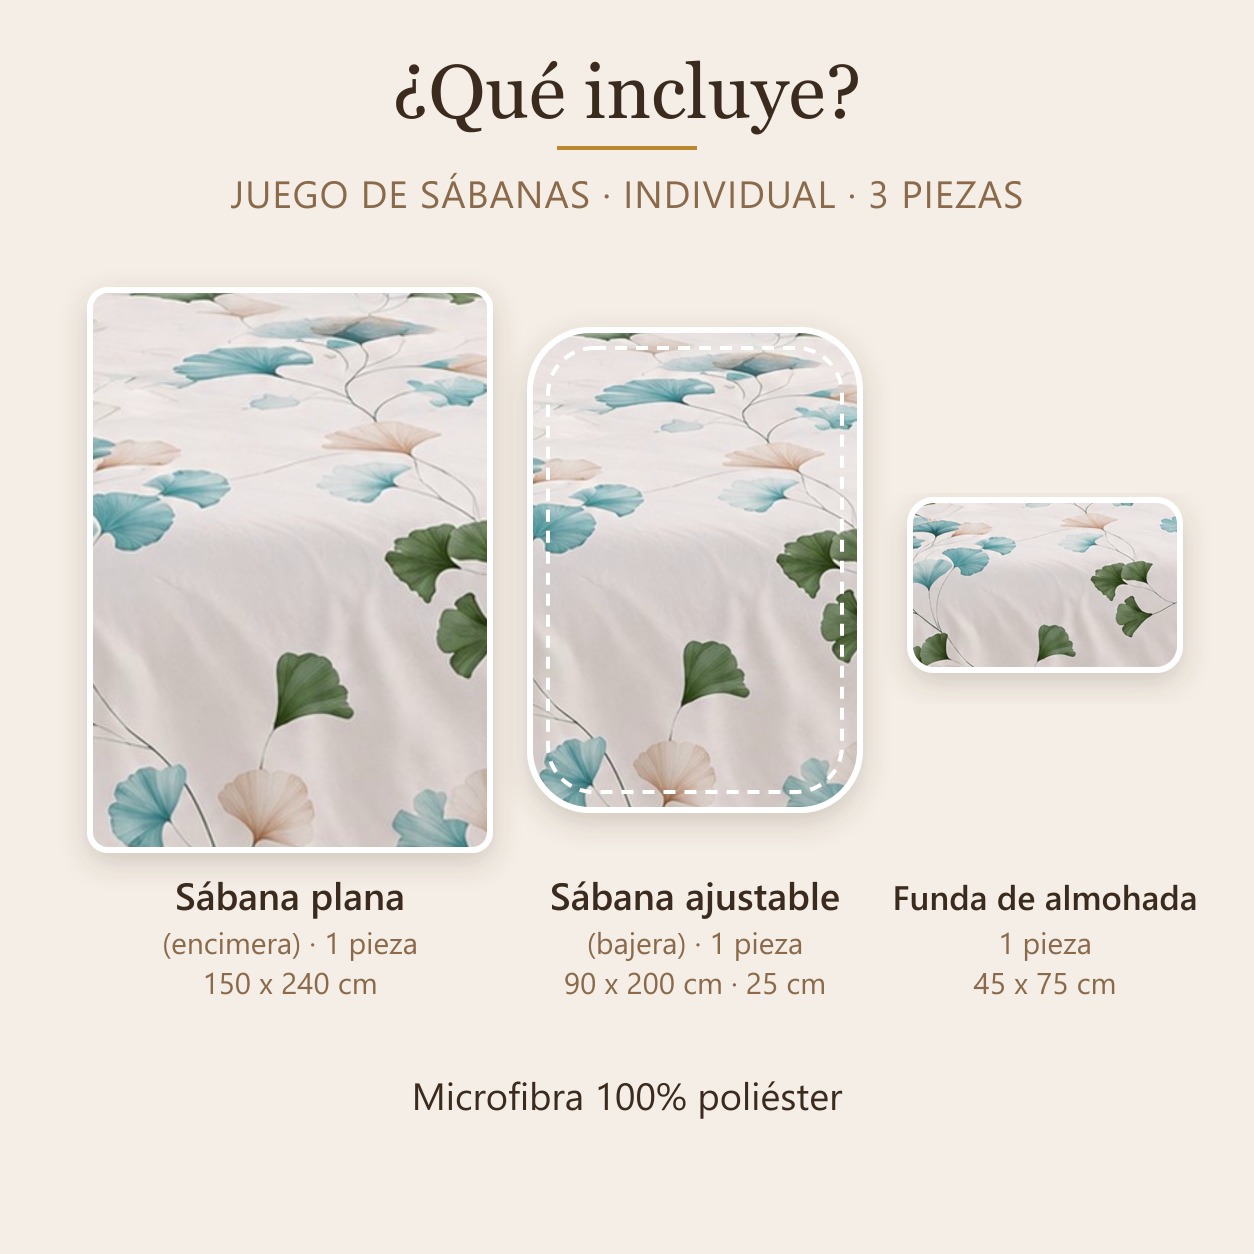 ¿Qué incluye?
JUEGO DE SÁBANAS · INDIVIDUAL · 3 PIEZAS
Sábana plana
(encimera) · 1 pieza
150 x 240 cm
Sábana ajustable
(bajera) · 1 pieza
90 x 200 cm · 25 cm
Funda de almohada
1 pieza
45 x 75 cm
Microfibra 100% poliéster